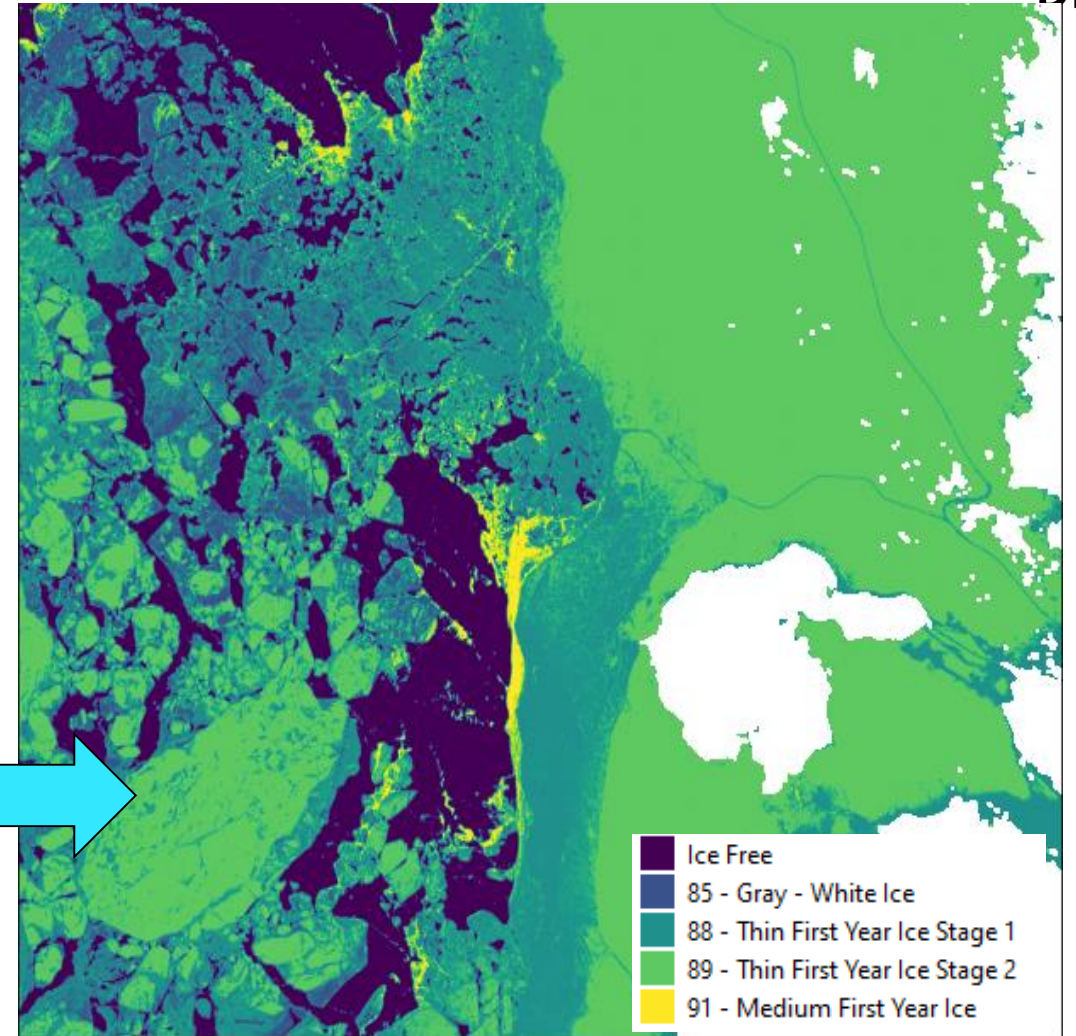 Ice Free
85 - Gray - White Ice
88 - Thin First Year Ice Stage 1
89 - Thin First Year Ice Stage 2
91 - Medium First Year Ice